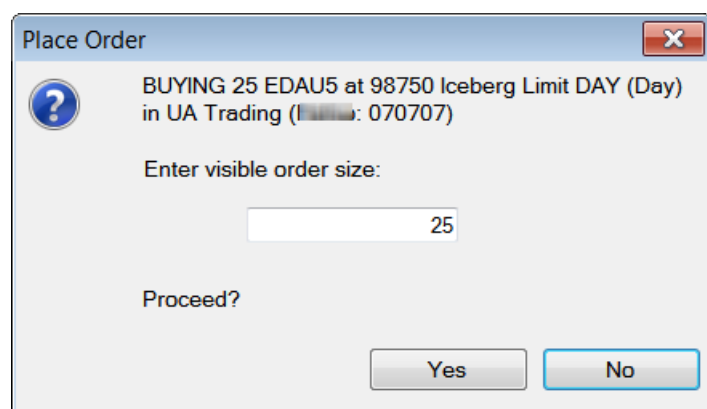 Place Order
BUYING 25 EDAU5 at 98750 Iceberg Limit DAY (Day)
in UA Trading (: 070707)
Enter visible order size:
25
Proceed?
Yes
No